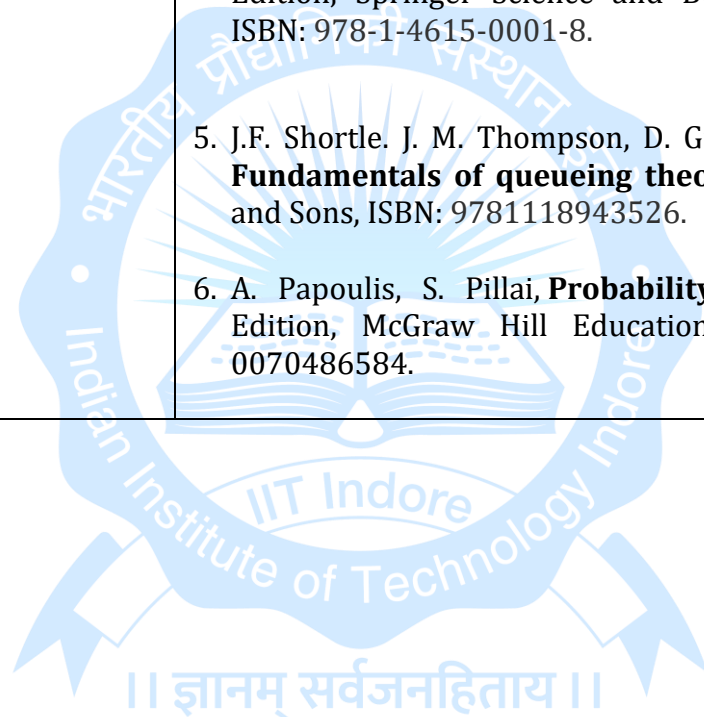 Edition, Springer Science and B
ISBN: 978-1-4615-0001-8.
5. J.F. Shortle. J. M. Thompson, D. G
Fundamentals of queueing theo
and Sons, ISBN: 9781118943526.
6. A. Papoulis, S. Pillai, Probability
Edition, McGraw Hill Education
0070486584.
भारतीय प्रौद्योगिकी संस्थान इंदौर
Indian Institute of Technology Indore
IIT Indore
।। ज्ञानम् सर्वजनहिताय ।।